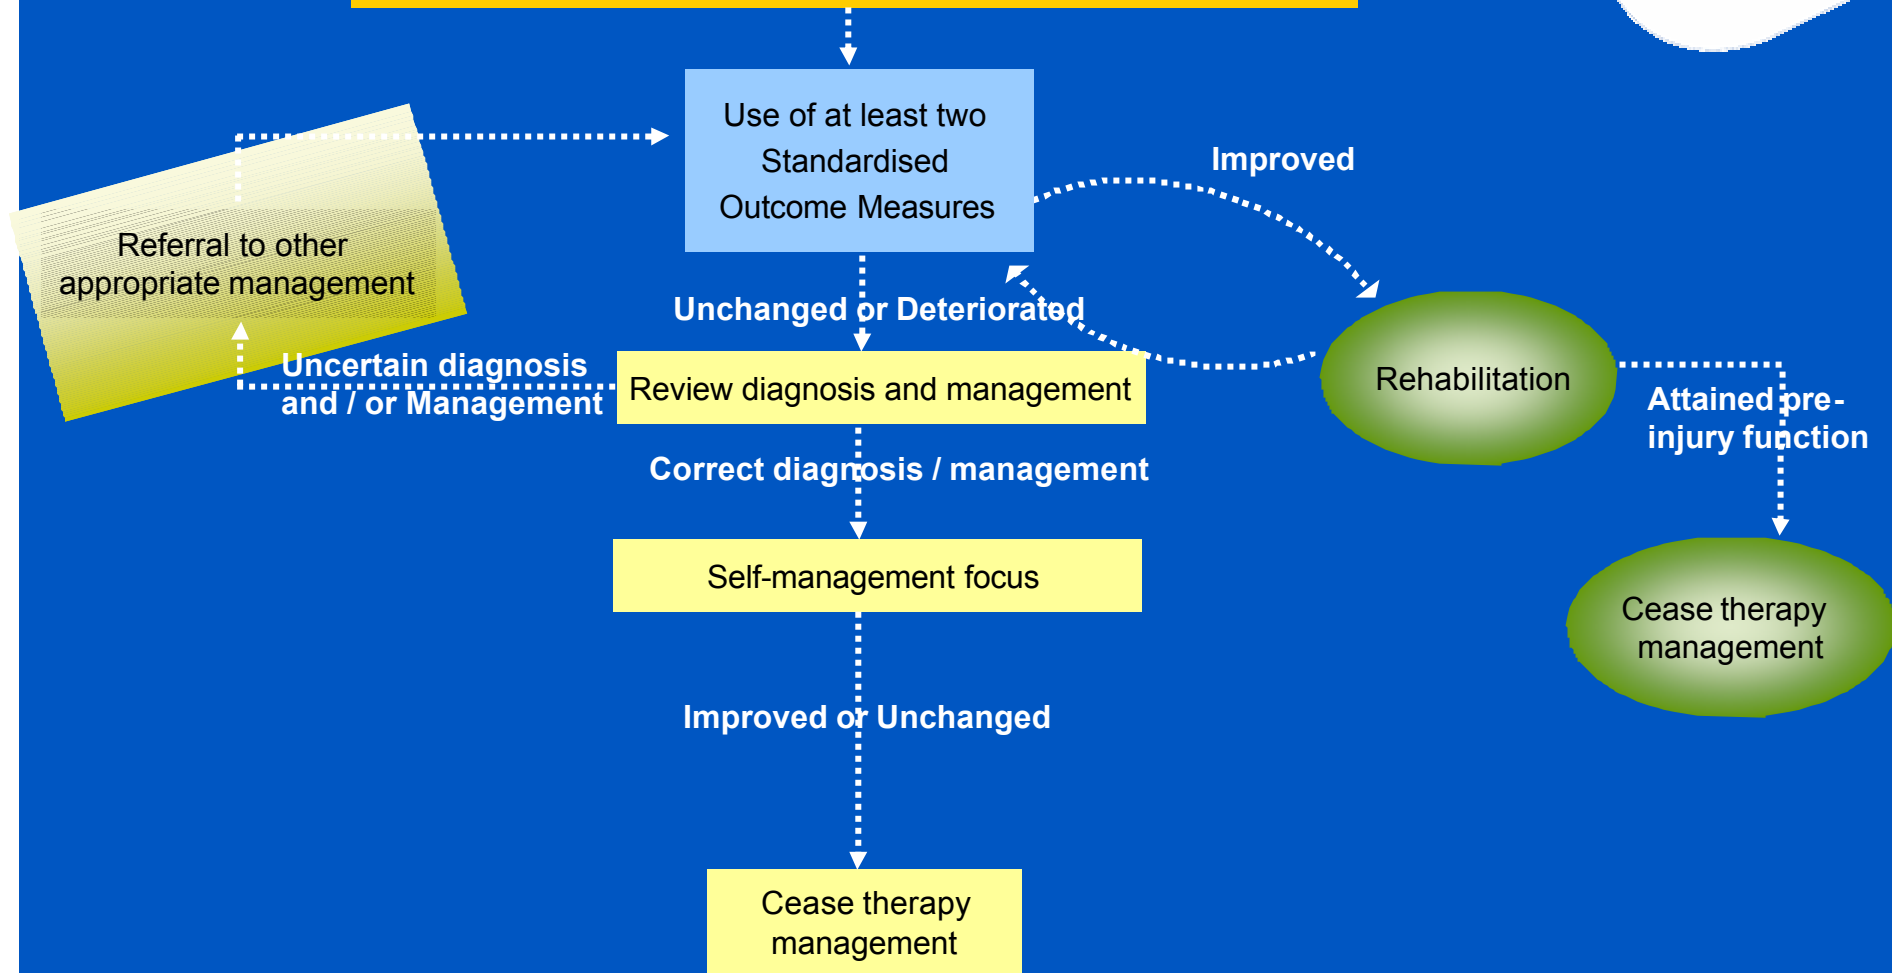 Use of at least two
Standardised
Outcome Measures
Improved
Referral to other
appropriate management
Unchanged or Deteriorated
Uncertain diagnosis
and / or Management
Review diagnosis and management
Rehabilitation
Attained pre-
injury function
Correct diagnosis / management
Self-management focus
Cease therapy
management
Improved or Unchanged
Cease therapy
management